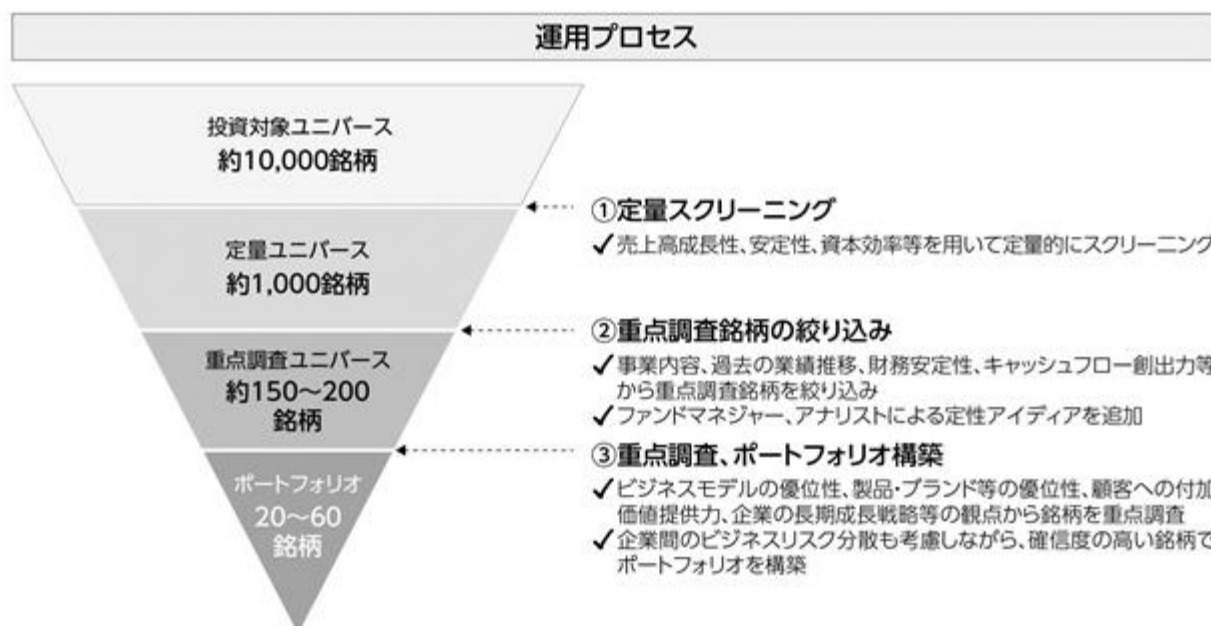 運用プロセス
投資対象ユニバース
約10,000銘柄
定量ユニバース
約1,000銘柄
重点調査ユニバース
約150～200
銘柄
ポートフォリオ
20～60
銘柄
①定量スクリーニング
✓売上高成長性、安定性、資本効率等を用いて定量的にスクリーニング
②重点調査銘柄の絞り込み
✓事業内容、過去の業績推移、財務安定性、キャッシュフロー創出力等
から重点調査銘柄を絞り込み
✓ファンドマネジャー、アナリストによる定性アイディアを追加
③重点調査、ポートフォリオ構築
✓ビジネスモデルの優位性、製品・ブランド等の優位性、顧客への付加
価値提供力、企業の長期成長戦略等の観点から銘柄を重点調査
✓企業間のビジネスリスク分散も考慮しながら、確信度の高い銘柄で
ポートフォリオを構築